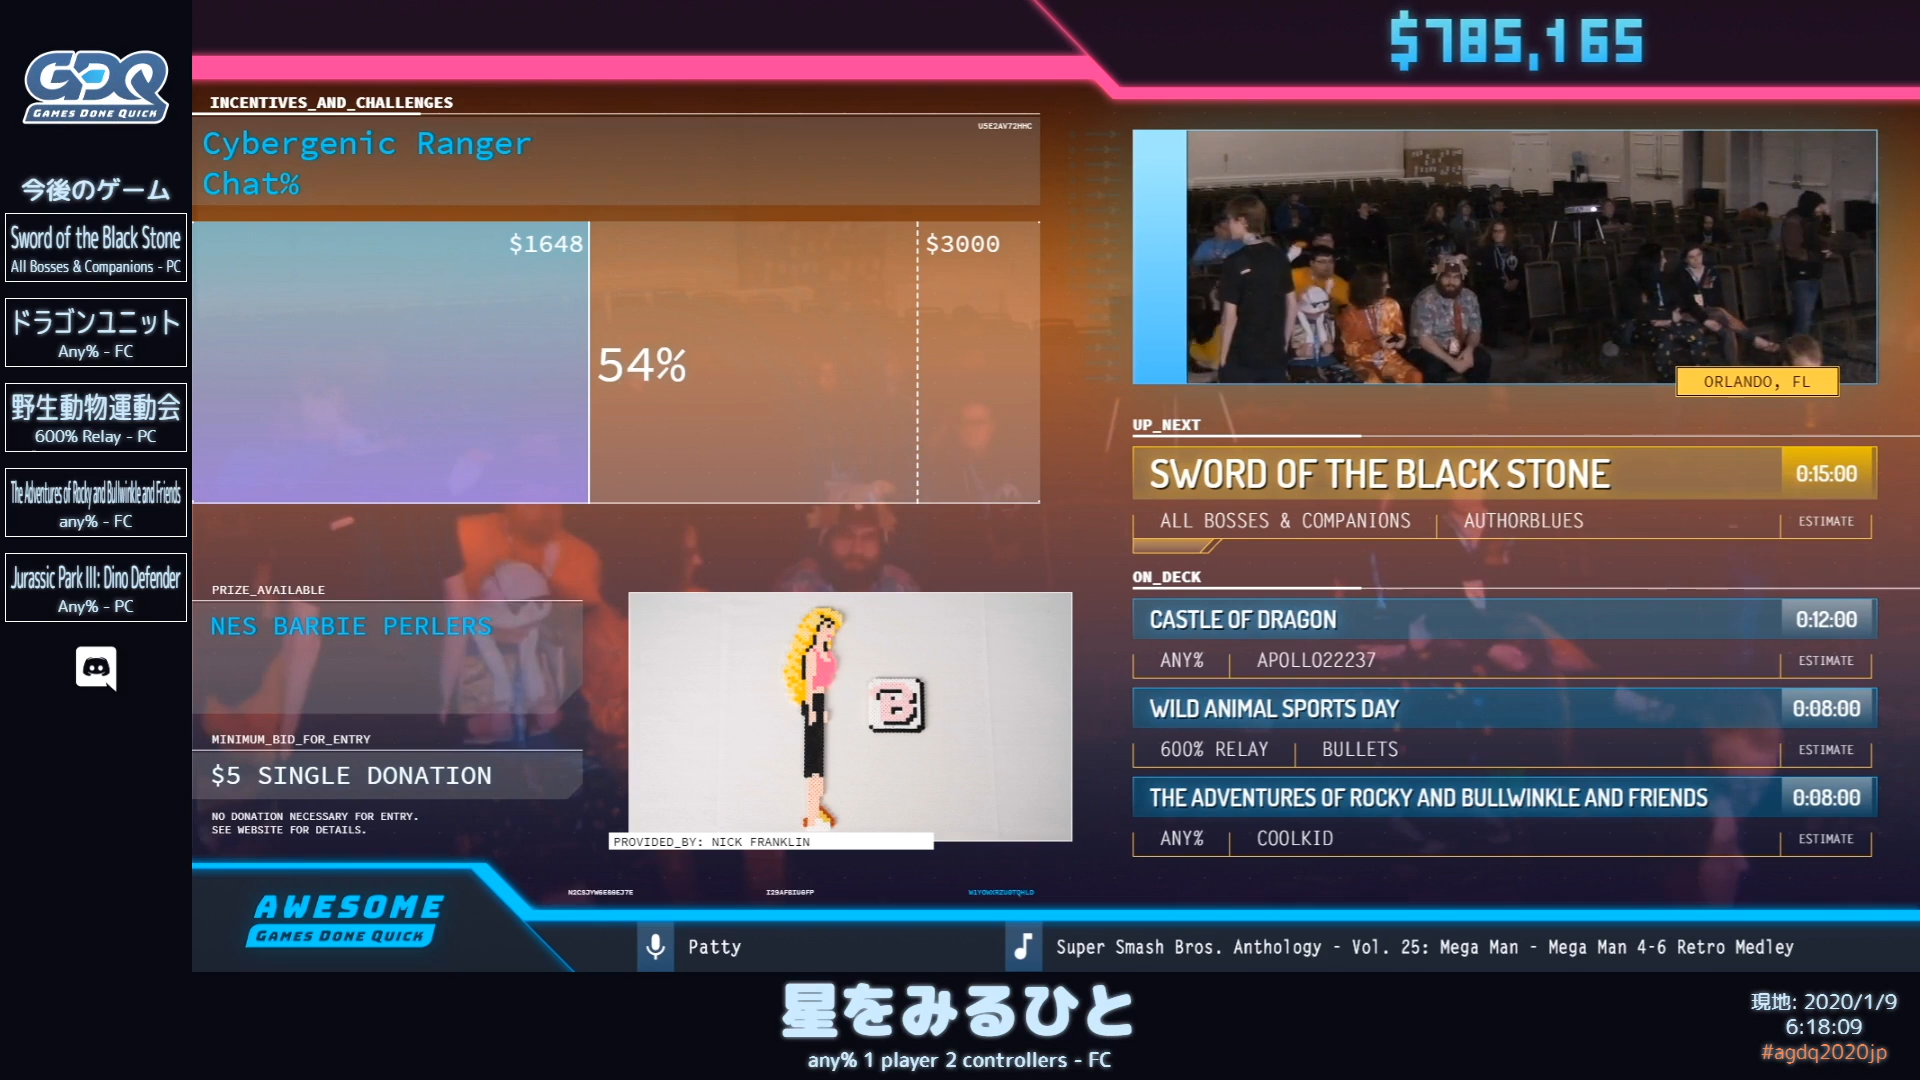 GDQ
GAMES DONE QUICK
今後のゲーム
Sword of the Black Stone
All Bosses & Companions - PC
ドラゴンユニット
Any% - FC
野生動物運動会
600% Relay - PC
The Adventures of Rocky and Bullwinkle and Friends
any% - FC
Jurassic Park III: Dino Defender
Any% - PC
$785,165
INCENTIVES_AND_CHALLENGES
U5E2AV72HHC
Cybergenic Ranger
Chat%
$1648
$3000
54%
PRIZE_AVAILABLE
NES BARBIE PERLERS
MINIMUM_BID_FOR_ENTRY
$5 SINGLE DONATION
NO DONATION NECESSARY FOR ENTRY.
SEE WEBSITE FOR DETAILS.
B
PROVIDED_BY: NICK FRANKLIN
ORLANDO, FL
UP_NEXT
SWORD OF THE BLACK STONE 0:15:00
ALL BOSSES & COMPANIONS AUTHORBLUES ESTIMATE
ON_DECK
CASTLE OF DRAGON 0:12:00
ANY% APOLLO22237 ESTIMATE
WILD ANIMAL SPORTS DAY 0:08:00
600% RELAY BULLETS ESTIMATE
THE ADVENTURES OF ROCKY AND BULLWINKLE AND FRIENDS 0:08:00
ANY% COOLKID ESTIMATE
AWESOME
GAMES DONE QUICK
Patty
Super Smash Bros. Anthology - Vol. 25: Mega Man - Mega Man 4-6 Retro Medley
星をみるひと
any% 1 player 2 controllers - FC
現地: 2020/1/9
6:18:09
#agdq2020jp